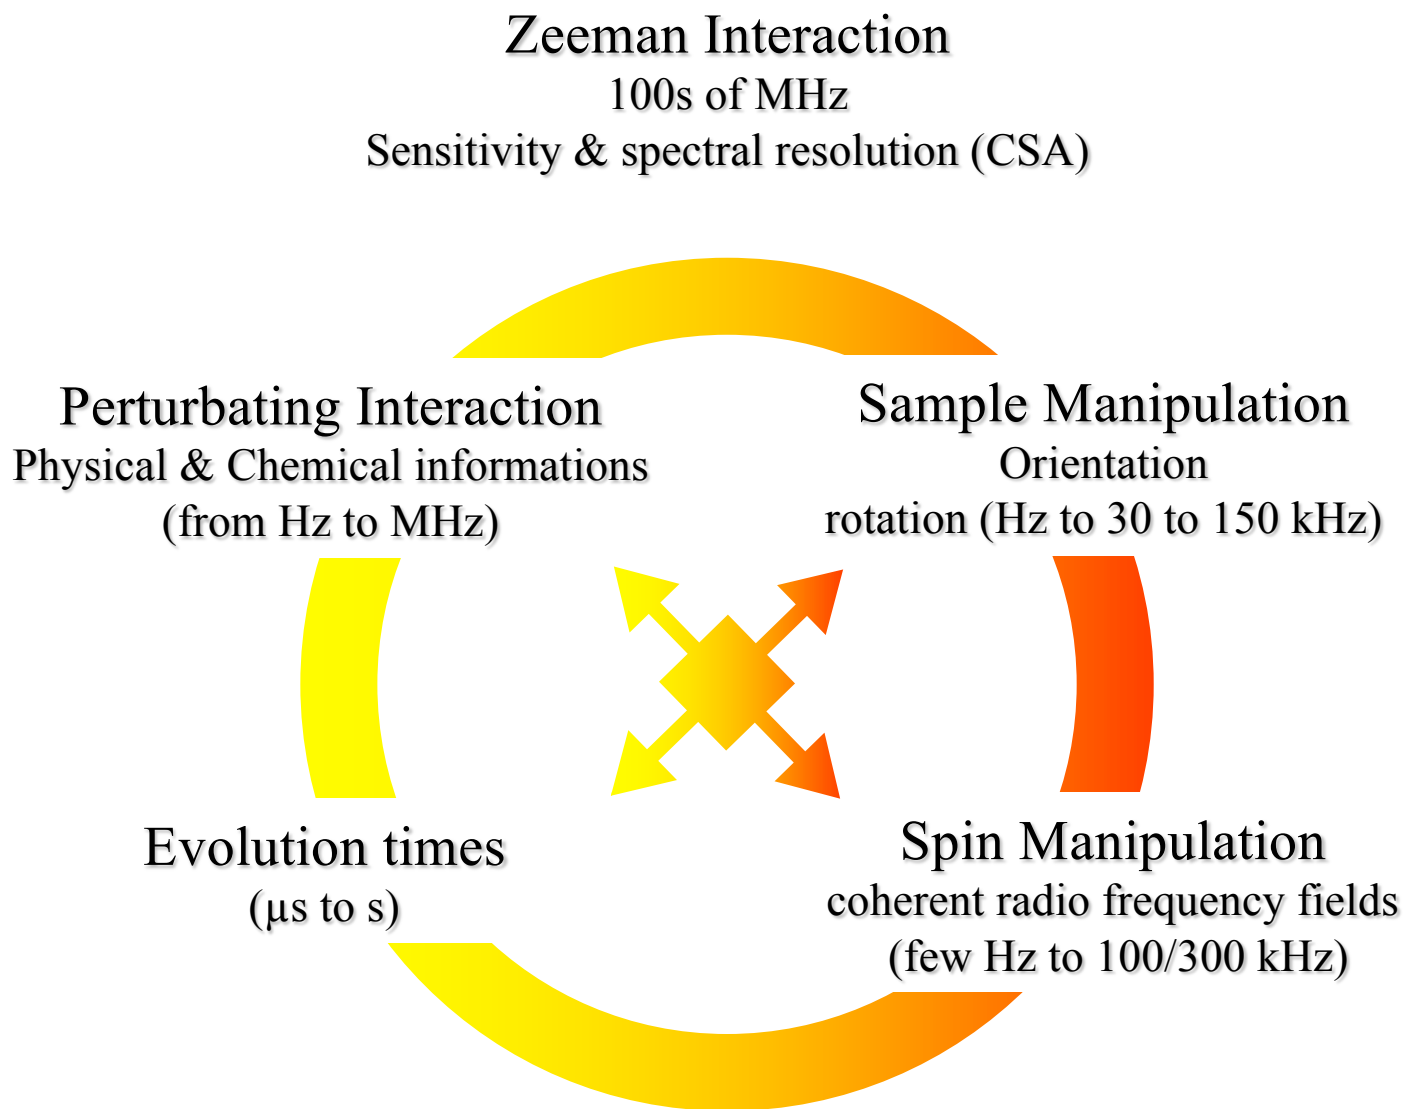 Zeeman Interaction
100s of MHz
Sensitivity & spectral resolution (CSA)
Perturbating Interaction
Physical & Chemical informations
(from Hz to MHz)
Sample Manipulation
Orientation
rotation (Hz to 30 to 150 kHz)
Evolution times
(µs to s)
Spin Manipulation
coherent radio frequency fields
(few Hz to 100/300 kHz)